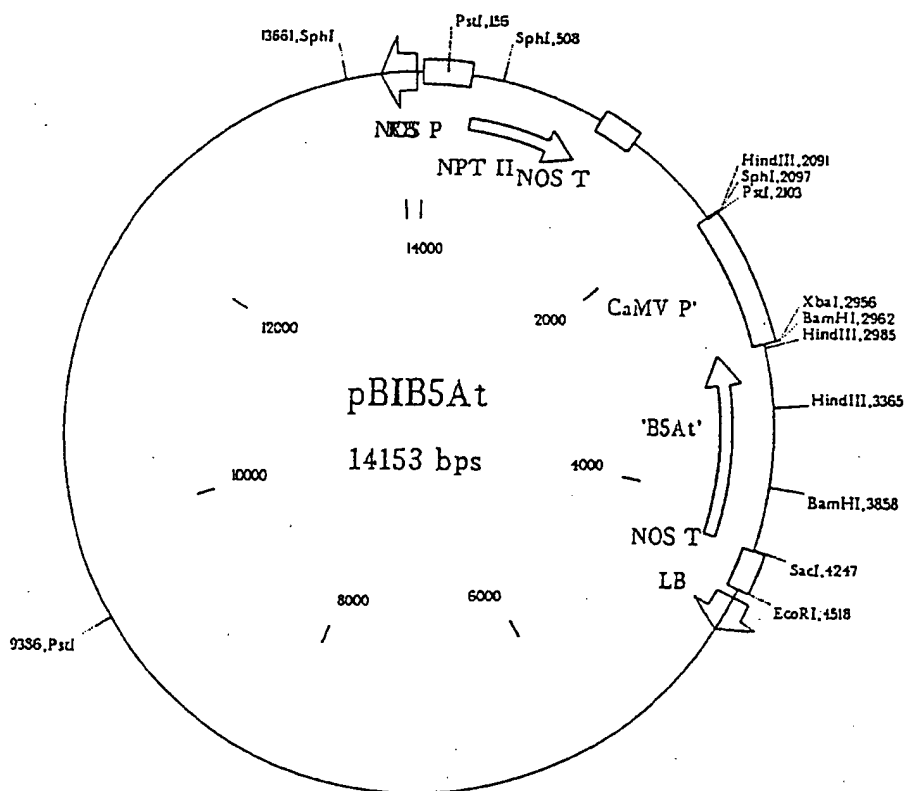 13661,SphI
PstI,156
SphI,508
NOS P
NPT II
NOS T
HindIII,2091
SphI,2097
PstI,2103
14000
12000
2000
CaMV P'
XbaI,2956
BamHI,2962
HindIII,2985
pBIB5At
14153 bps
HindIII,3365
'B5At'
10000
4000
BamHI,3858
NOS T
SacI,4247
LB
8000
6000
EcoRI,4518
9386,PstI